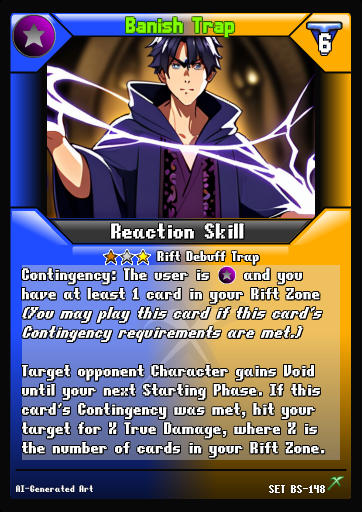 Banish Trap
6
Reaction Skill
Rift Debuff Trap
Contingency: The user is and you
have at least 1 card in your Rift Zone
(You may play this card if this card's
Contingency requirements are met.)
Target opponent Character gains Void
until your next Starting Phase. If this
card's Contingency was met, hit your
target for X True Damage, where X is
the number of cards in your Rift Zone.
AI-Generated Art
SET BS-148